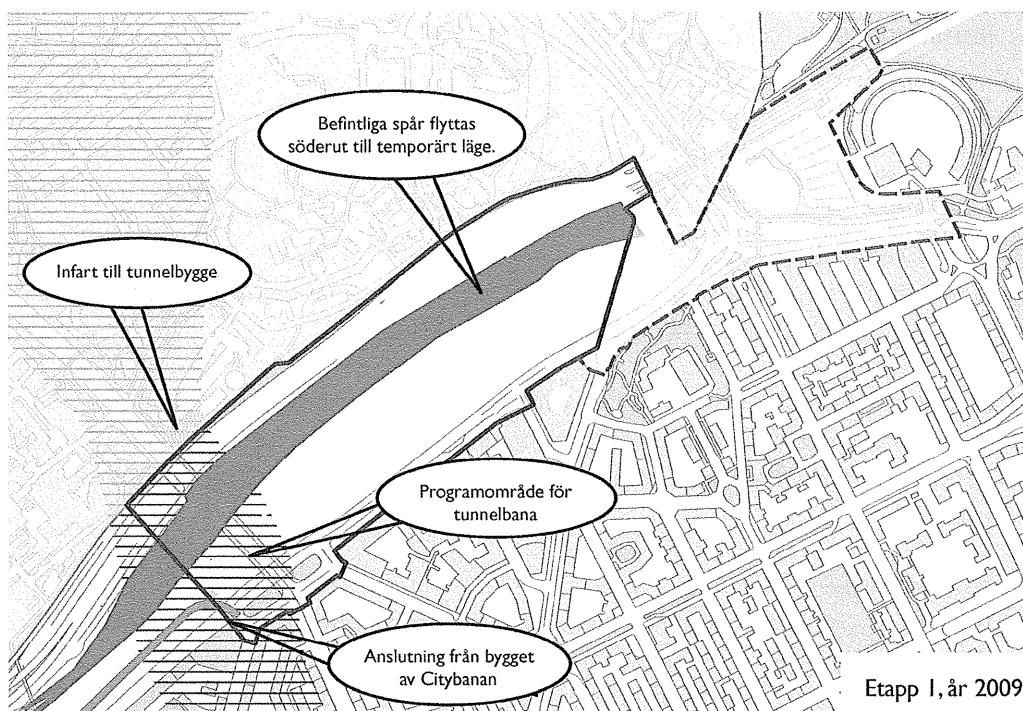 Befintliga spår flyttas
söderut till temporärt läge.
Infart till tunnelbygge
Programområde för
tunnelbana
Anslutning från bygget
av Citybanan
Etapp 1, år 2009